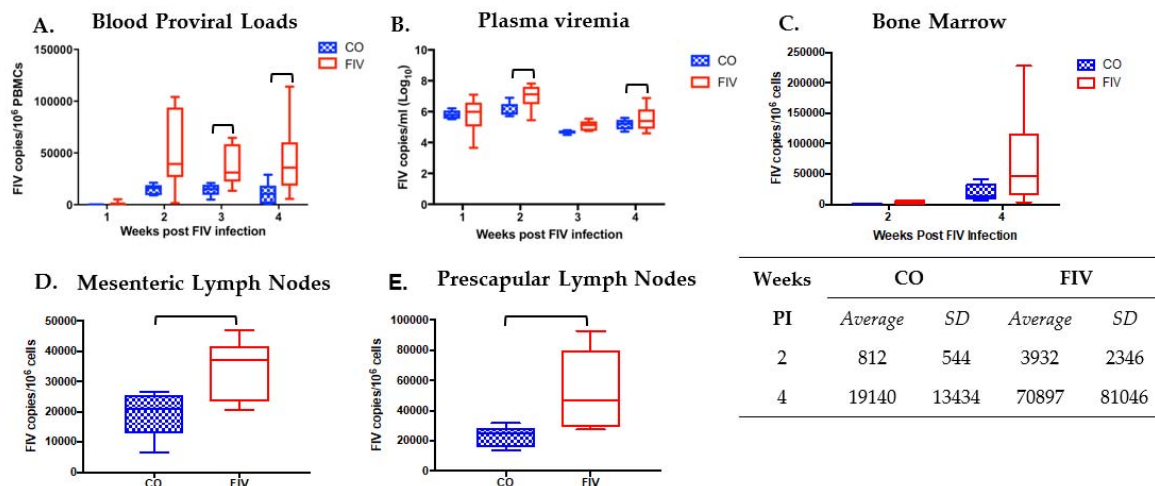 A. Blood Proviral Loads
150000
100000
50000
0
FIV copies/10⁶ PBMCs
CO
FIV
1 2 3 4
Weeks post FIV infection
B. Plasma viremia
10
8
6
4
2
0
FIV copies/ml (Log₁₀)
CO
FIV
1 2 3 4
Weeks post FIV infection
C. Bone Marrow
250000
200000
150000
100000
50000
0
FIV copies/10⁶ cells
CO
FIV
2 4
Weeks Post FIV Infection
D. Mesenteric Lymph Nodes
50000
40000
30000
20000
10000
0
FIV copies/10⁶ cells
CO FIV
E. Prescapular Lymph Nodes
100000
80000
60000
40000
20000
0
FIV copies/10⁶ cells
CO FIV
Weeks CO FIV
PI Average SD Average SD
2 812 544 3932 2346
4 19140 13434 70897 81046